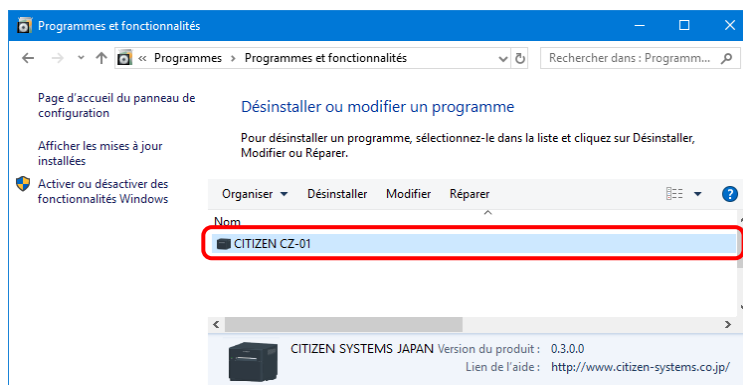 Programmes et fonctionnalités
« Programmes > Programmes et fonctionnalités
Rechercher dans : Programm...
Page d'accueil du panneau de
configuration
Afficher les mises à jour
installées
Activer ou désactiver des
fonctionnalités Windows
Désinstaller ou modifier un programme
Pour désinstaller un programme, sélectionnez-le dans la liste et cliquez sur Désinstaller,
Modifier ou Réparer.
Organiser Désinstaller Modifier Réparer
Nom
CITIZEN CZ-01
CITIZEN SYSTEMS JAPAN Version du produit : 0.3.0.0
Lien de l'aide : http://www.citizen-systems.co.jp/